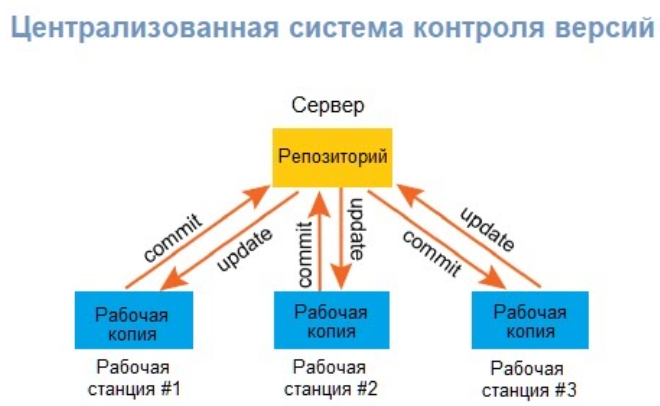 Централизованная система контроля версий
Сервер
Репозиторий
commit
update
commit
update
commit
update
Рабочая
копия
Рабочая
копия
Рабочая
копия
Рабочая
станция #1
Рабочая
станция #2
Рабочая
станция #3